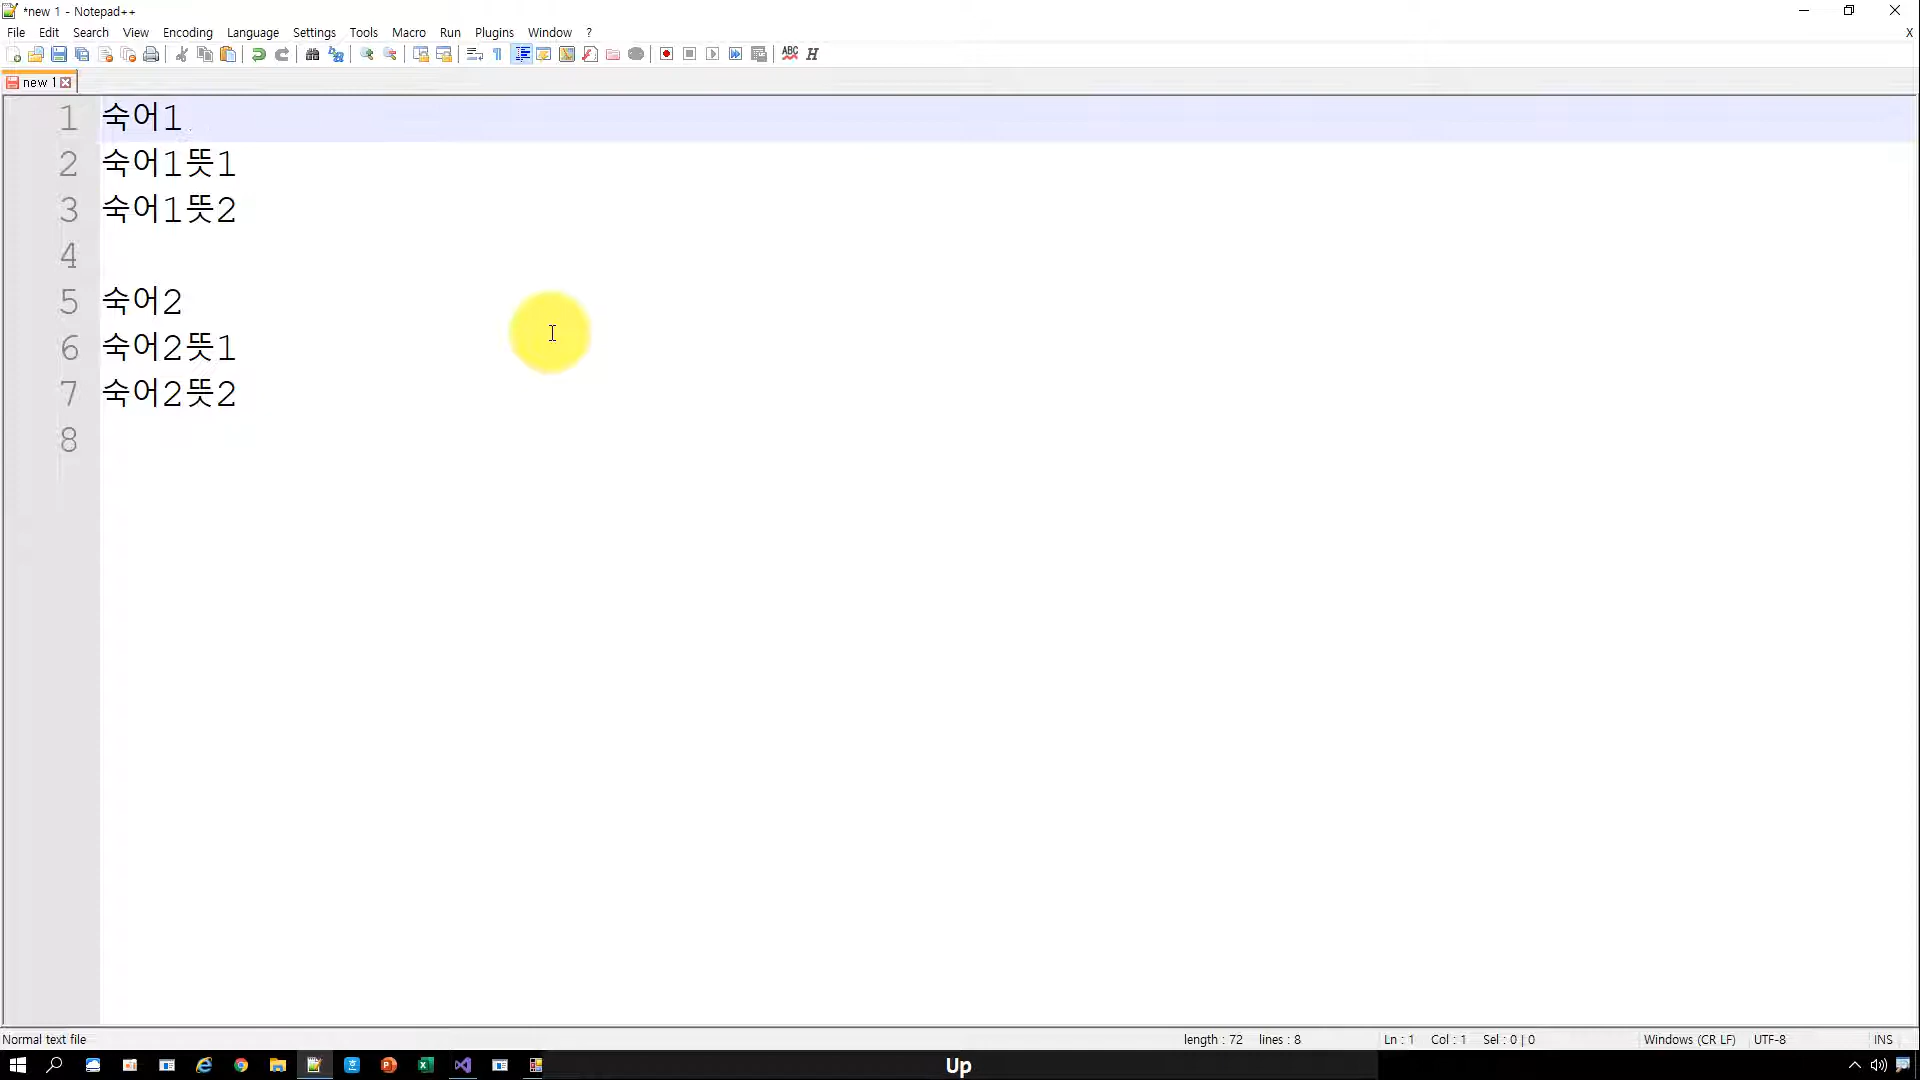 *new 1 - Notepad++
File Edit Search View Encoding Language Settings Tools Macro Run Plugins Window ?
X
ABC H
new 1
1 숙어1
2 숙어1뜻1
3 숙어1뜻2
4
5 숙어2
6 숙어2뜻1
7 숙어2뜻2
8
Normal text file length : 72 lines : 8 Ln : 1 Col : 1 Sel : 0 | 0 Windows (CR LF) UTF-8 INS
Up